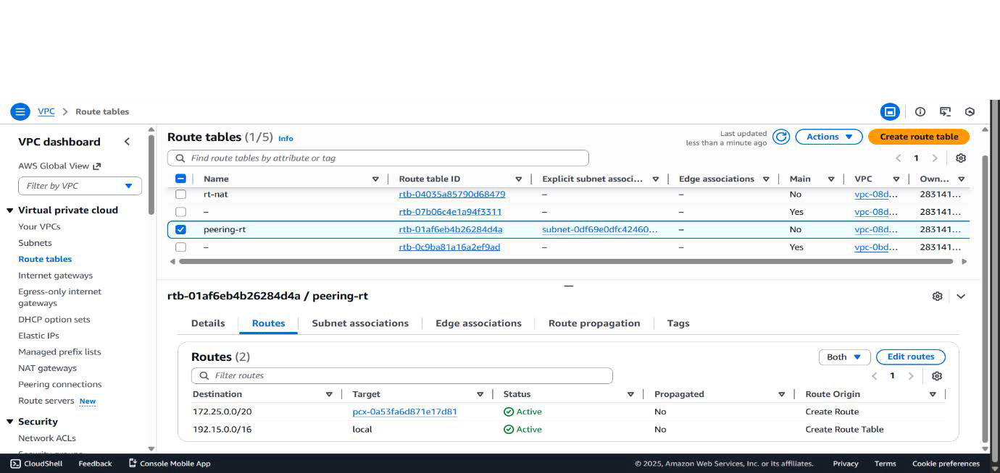 VPC > Route tables
VPC dashboard
AWS Global View
Filter by VPC
Virtual private cloud
Your VPCs
Subnets
Route tables
Internet gateways
Egress-only internet
gateways
DHCP option sets
Elastic IPs
Managed prefix lists
NAT gateways
Peering connections
Route servers New
Security
Network ACLs
Route tables (1/5) Info
Last updated
less than a minute ago
Actions
Create route table
Find route tables by attribute or tag
1
Name Route table ID Explicit subnet associ... Edge associations Main VPC Own...
rt-nat rtb-04035a85790d68479 – – No vpc-08d... 283141...
– rtb-07b06c4e1a94f3311 – – Yes vpc-08d... 283141...
peering-rt rtb-01af6eb4b26284d4a subnet-0df69e0dfc42460... – No vpc-08d... 283141...
– rtb-0c9ba81a16a2ef9ad – – Yes vpc-0bd... 283141...
rtb-01af6eb4b26284d4a / peering-rt
Details Routes Subnet associations Edge associations Route propagation Tags
Routes (2)
Both
Edit routes
Filter routes
1
Destination Target Status Propagated Route Origin
172.25.0.0/20 pcx-0a53fa6d871e17d81 Active No Create Route
192.15.0.0/16 local Active No Create Route Table
CloudShell Feedback Console Mobile App © 2025, Amazon Web Services, Inc. or its affiliates. Privacy Terms Cookie preferences